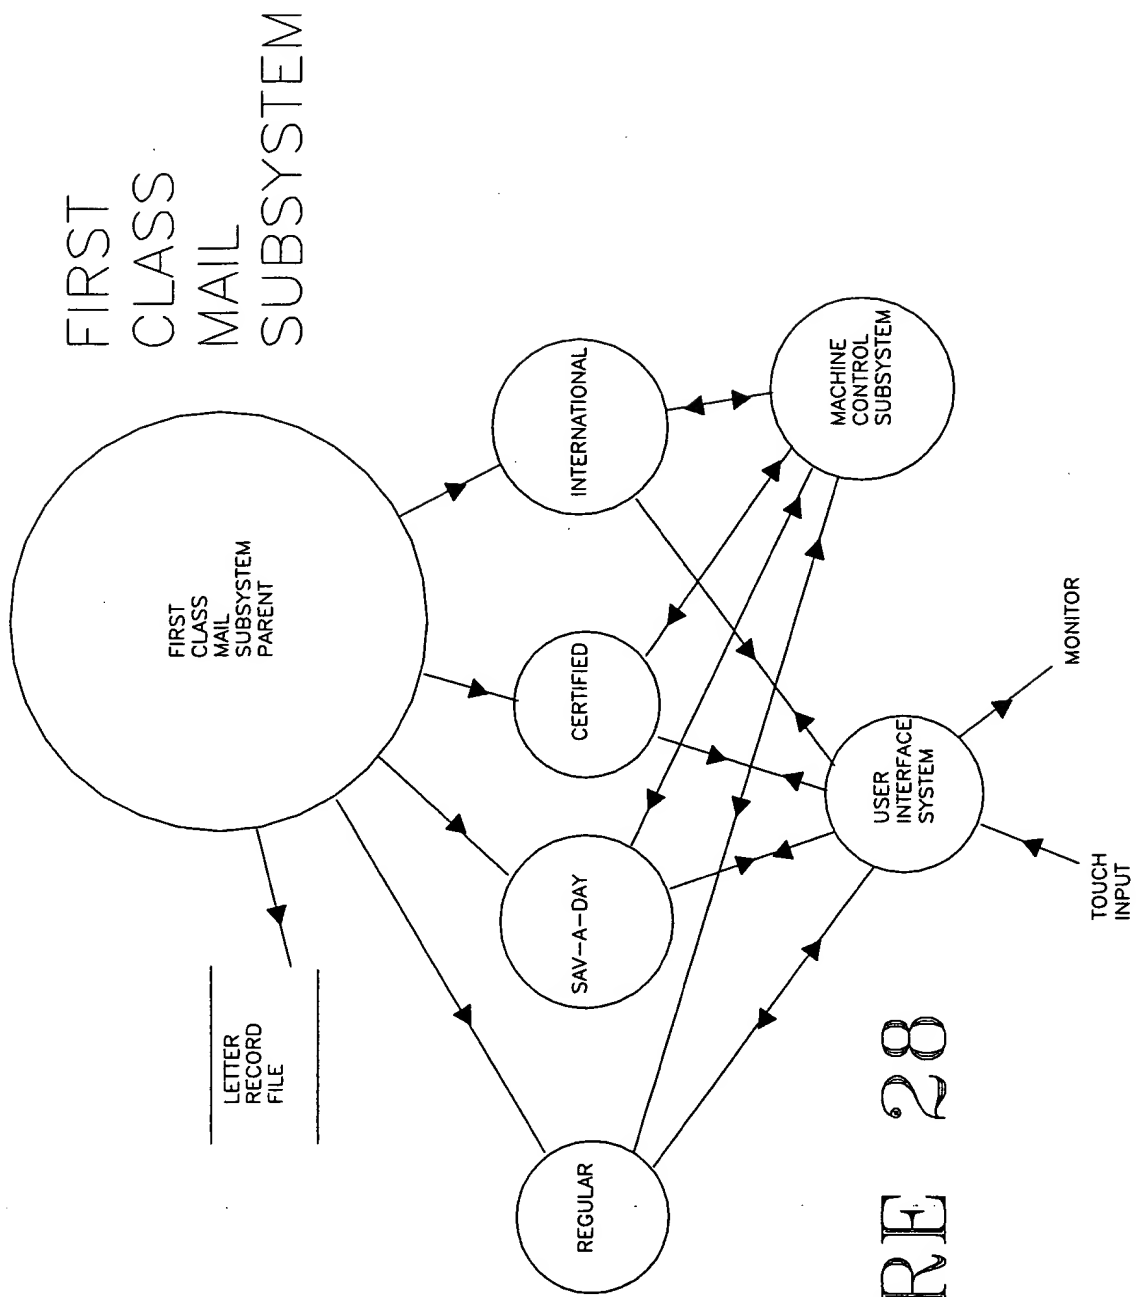 FIRST
CLASS
MAIL
SUBSYSTEM
FIRST
CLASS
MAIL
SUBSYSTEM
PARENT
LETTER
RECORD
FILE
REGULAR
SAV-A-DAY
CERTIFIED
INTERNATIONAL
MACHINE
CONTROL
SUBSYSTEM
USER
INTERFACE
SYSTEM
TOUCH
INPUT
MONITOR
RE 28